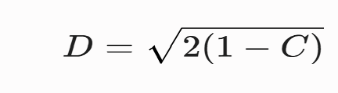 D = √2(1 − C)